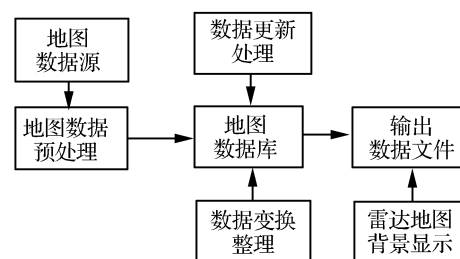 地图
数据源
数据更新
处理
地图数据
预处理
地图
数据库
输出
数据文件
数据变换
整理
雷达地图
背景显示